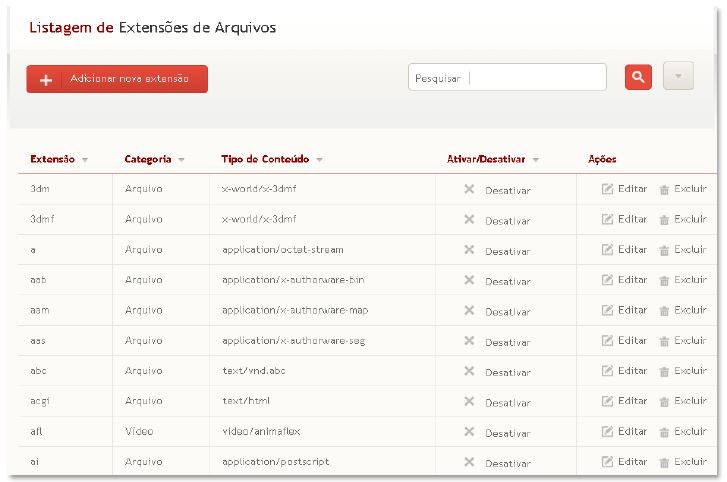 Listagem de Extensões de Arquivos
Adicionar nova extensão
Pesquisar
Extensão Categoria Tipo de Conteúdo Ativar/Desativar Ações
3dm Arquivo x-world/x-3dmf Desativar Editar Excluir
3dmf Arquivo x-world/x-3dmf Desativar Editar Excluir
a Arquivo application/octet-stream Desativar Editar Excluir
aab Arquivo application/x-authorware-bin Desativar Editar Excluir
aam Arquivo application/x-authorware-map Desativar Editar Excluir
aas Arquivo application/x-authorware-seg Desativar Editar Excluir
abc Arquivo text/vnd.abc Desativar Editar Excluir
acgi Arquivo text/html Desativar Editar Excluir
afl Vídeo video/animaflex Desativar Editar Excluir
ai Arquivo application/postscript Desativar Editar Excluir